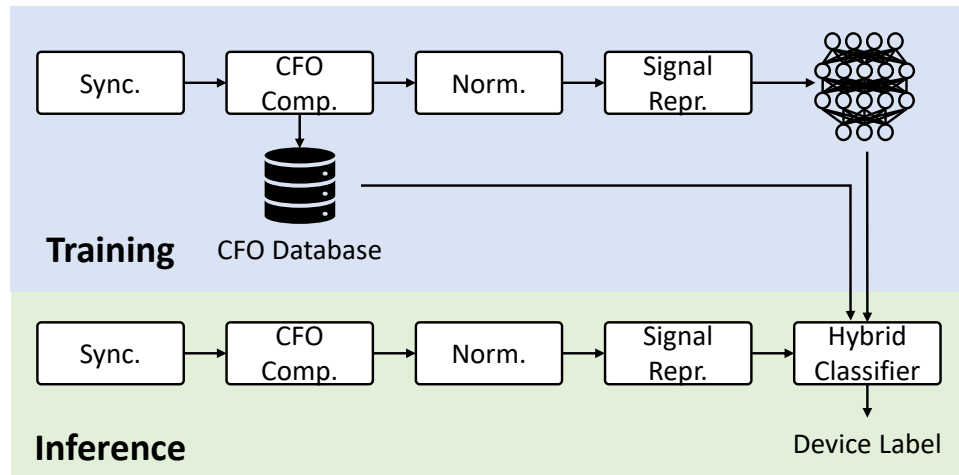 Sync.
CFO
Comp.
Norm.
Signal
Repr.
CFO Database
Training
Sync.
CFO
Comp.
Norm.
Signal
Repr.
Hybrid
Classifier
Inference
Device Label